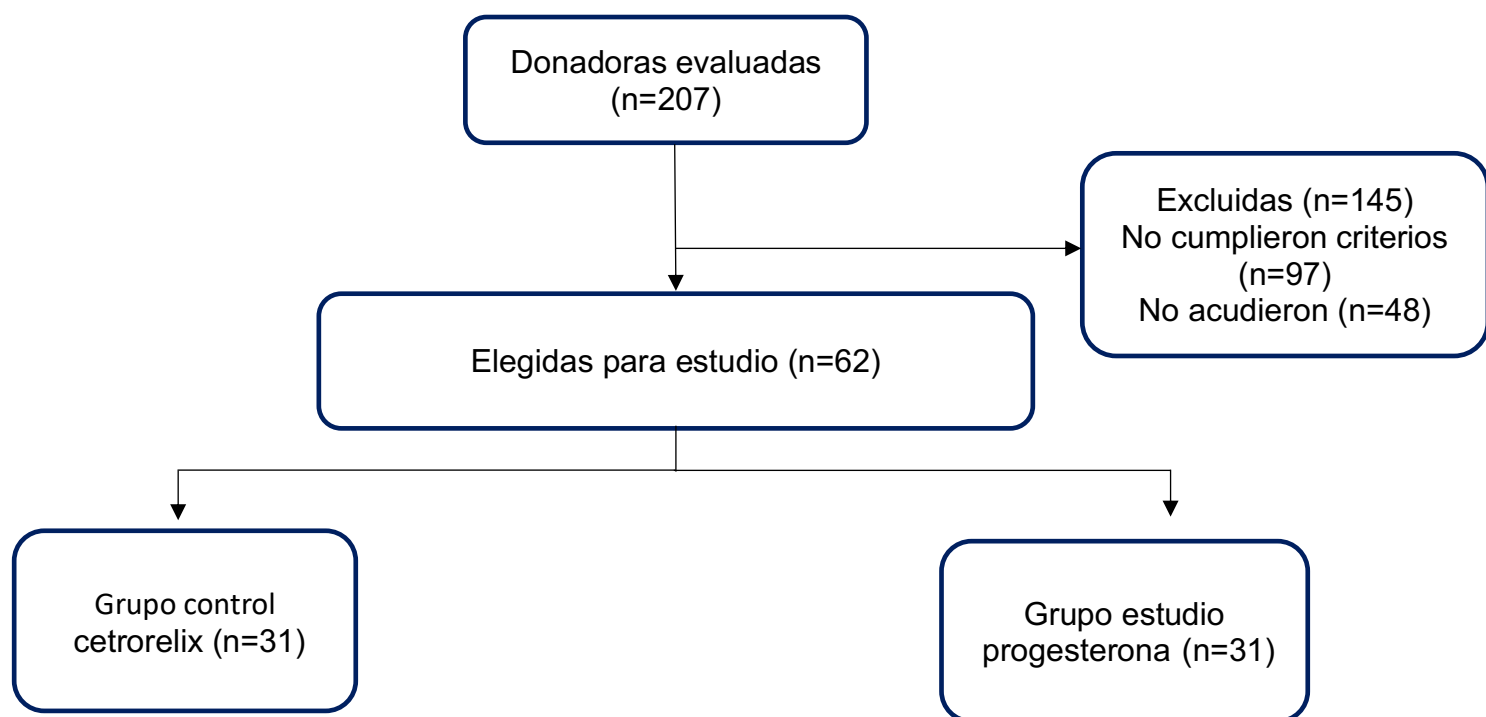 Donadoras evaluadas
(n=207)
Excluidas (n=145)
No cumplieron criterios
(n=97)
No acudieron (n=48)
Elegidas para estudio (n=62)
Grupo control
cetrorelix (n=31)
Grupo estudio
progesterona (n=31)